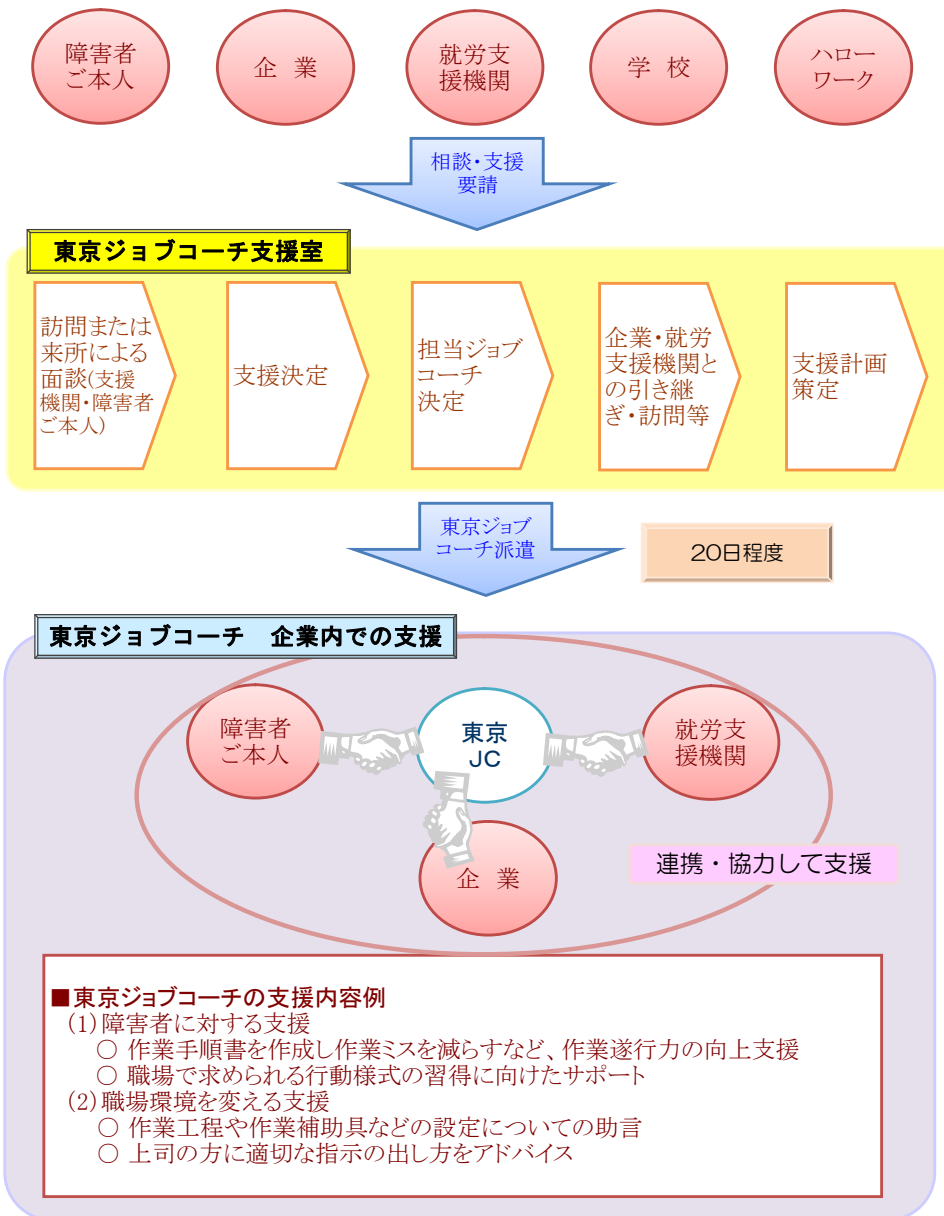 障害者
ご本人
企　業
就労支
援機関
学　校
ハロー
ワーク
相談・支援
要請
東京ジョブコーチ支援室
訪問または
来所による
面談(支援
機関・障害者
ご本人)
支援決定
担当ジョブ
コーチ
決定
企業・就労
支援機関と
の引き継
ぎ・訪問等
支援計画
策定
東京ジョブ
コーチ派遣
20日程度
東京ジョブコーチ　企業内での支援
障害者
ご本人
東京
JC
就労支
援機関
企　業
連携・協力して支援
■東京ジョブコーチの支援内容例
(1)障害者に対する支援
○ 作業手順書を作成し作業ミスを減らすなど、作業遂行力の向上支援
○ 職場で求められる行動様式の習得に向けたサポート
(2)職場環境を変える支援
○ 作業工程や作業補助具などの設定についての助言
○ 上司の方に適切な指示の出し方をアドバイス